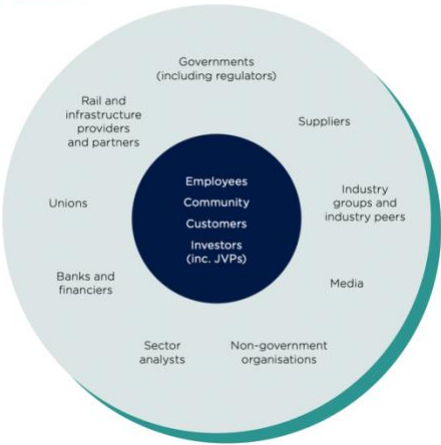 Governments
(including regulators)
Rail and
infrastructure
providers
and partners
Suppliers
Employees
Community
Customers
Investors
(inc. JVPs)
Unions
Industry
groups and
industry peers
Banks and
financiers
Media
Sector
analysts
Non-government
organisations